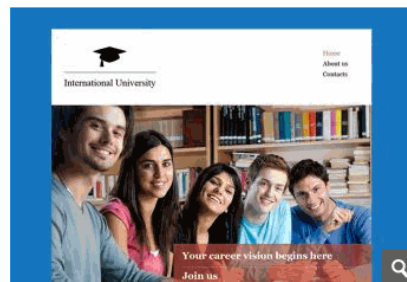 International University
Home
About us
Contacts
Your career vision begins here
Join us